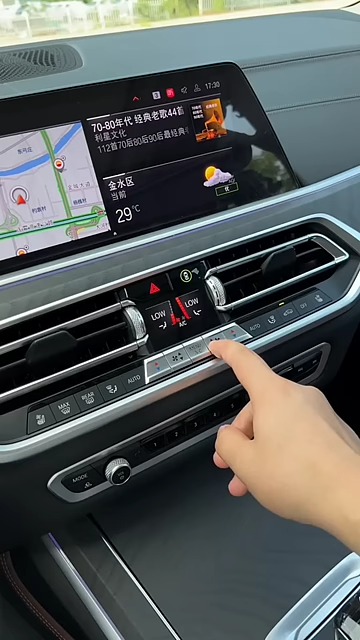 17:30
70-80年代 经典老歌44首
利星文化
112首70后80后90后最经典
金水区
当前
29°C
优
LOW
LOW
A/C
AUTO
AUTO
MAX
REAR
MODE